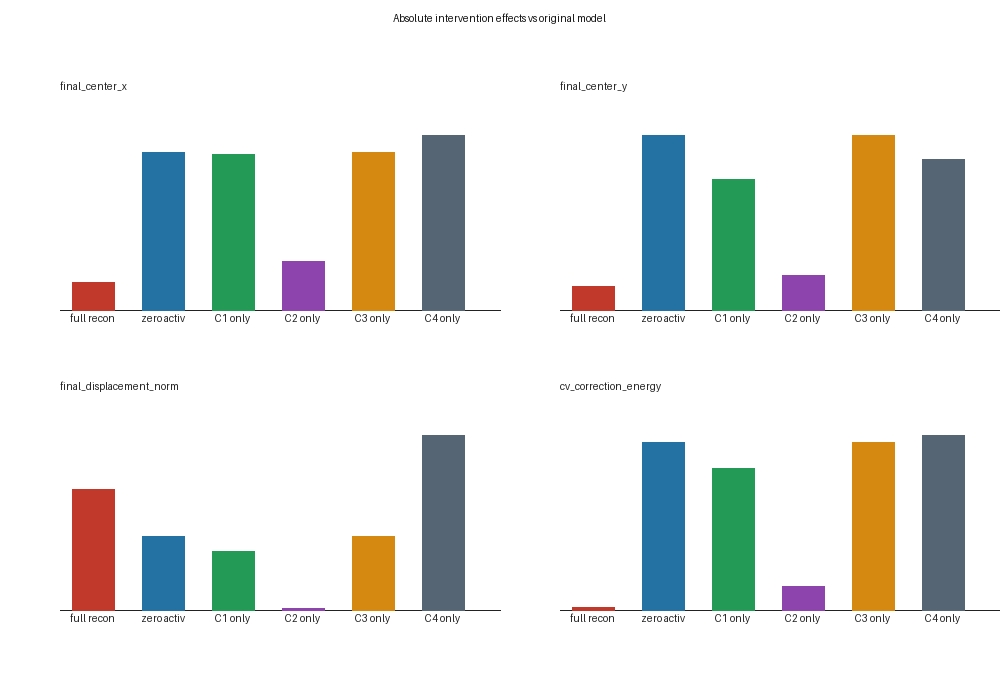 Absolute intervention effects vs original model
final_center_x
final_center_y
full recon zero activ C1 only C2 only C3 only C4 only
full recon zero activ C1 only C2 only C3 only C4 only
final_displacement_norm
cv_correction_energy
full recon zero activ C1 only C2 only C3 only C4 only
full recon zero activ C1 only C2 only C3 only C4 only